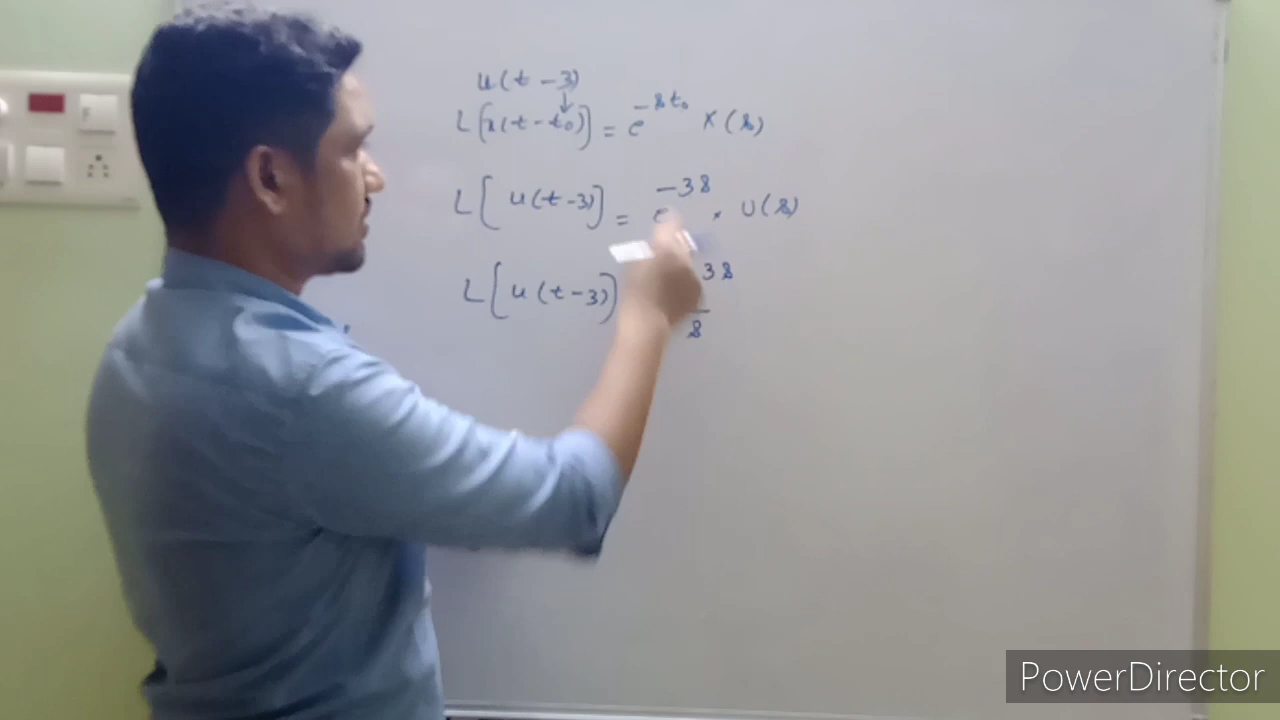 u(t-3)
L[x(t-t₀)] = e^{-st₀} X(s)
L[ u(t-3)] = e^{-3s} . U(s)
L[u(t-3)] 3s
s
PowerDirector